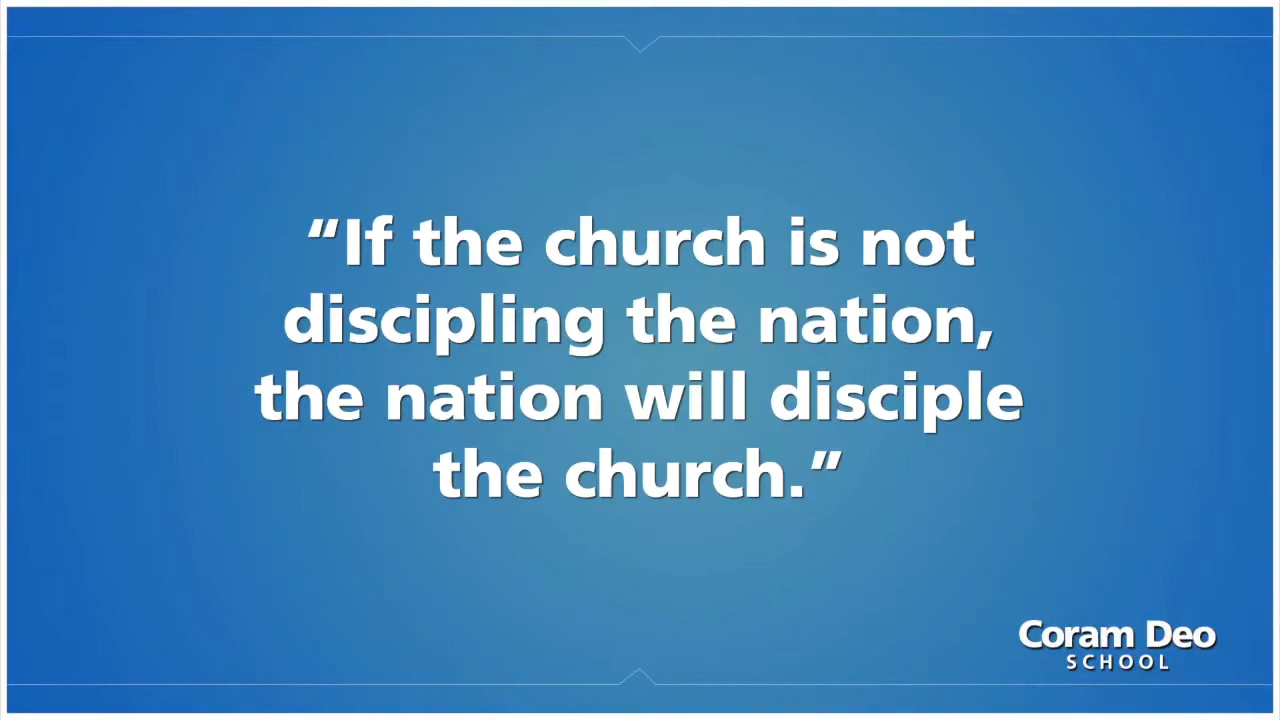 “If the church is not
discipling the nation,
the nation will disciple
the church.”
Coram Deo
SCHOOL